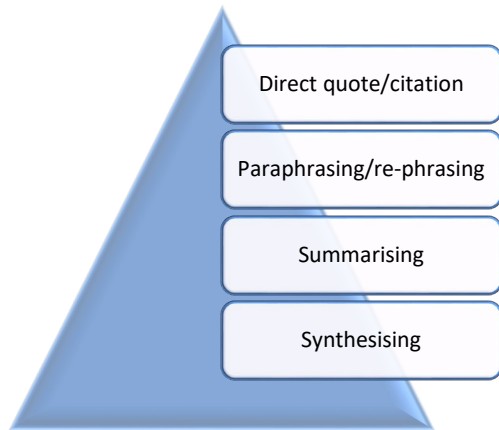 Direct quote/citation
Paraphrasing/re-phrasing
Summarising
Synthesising